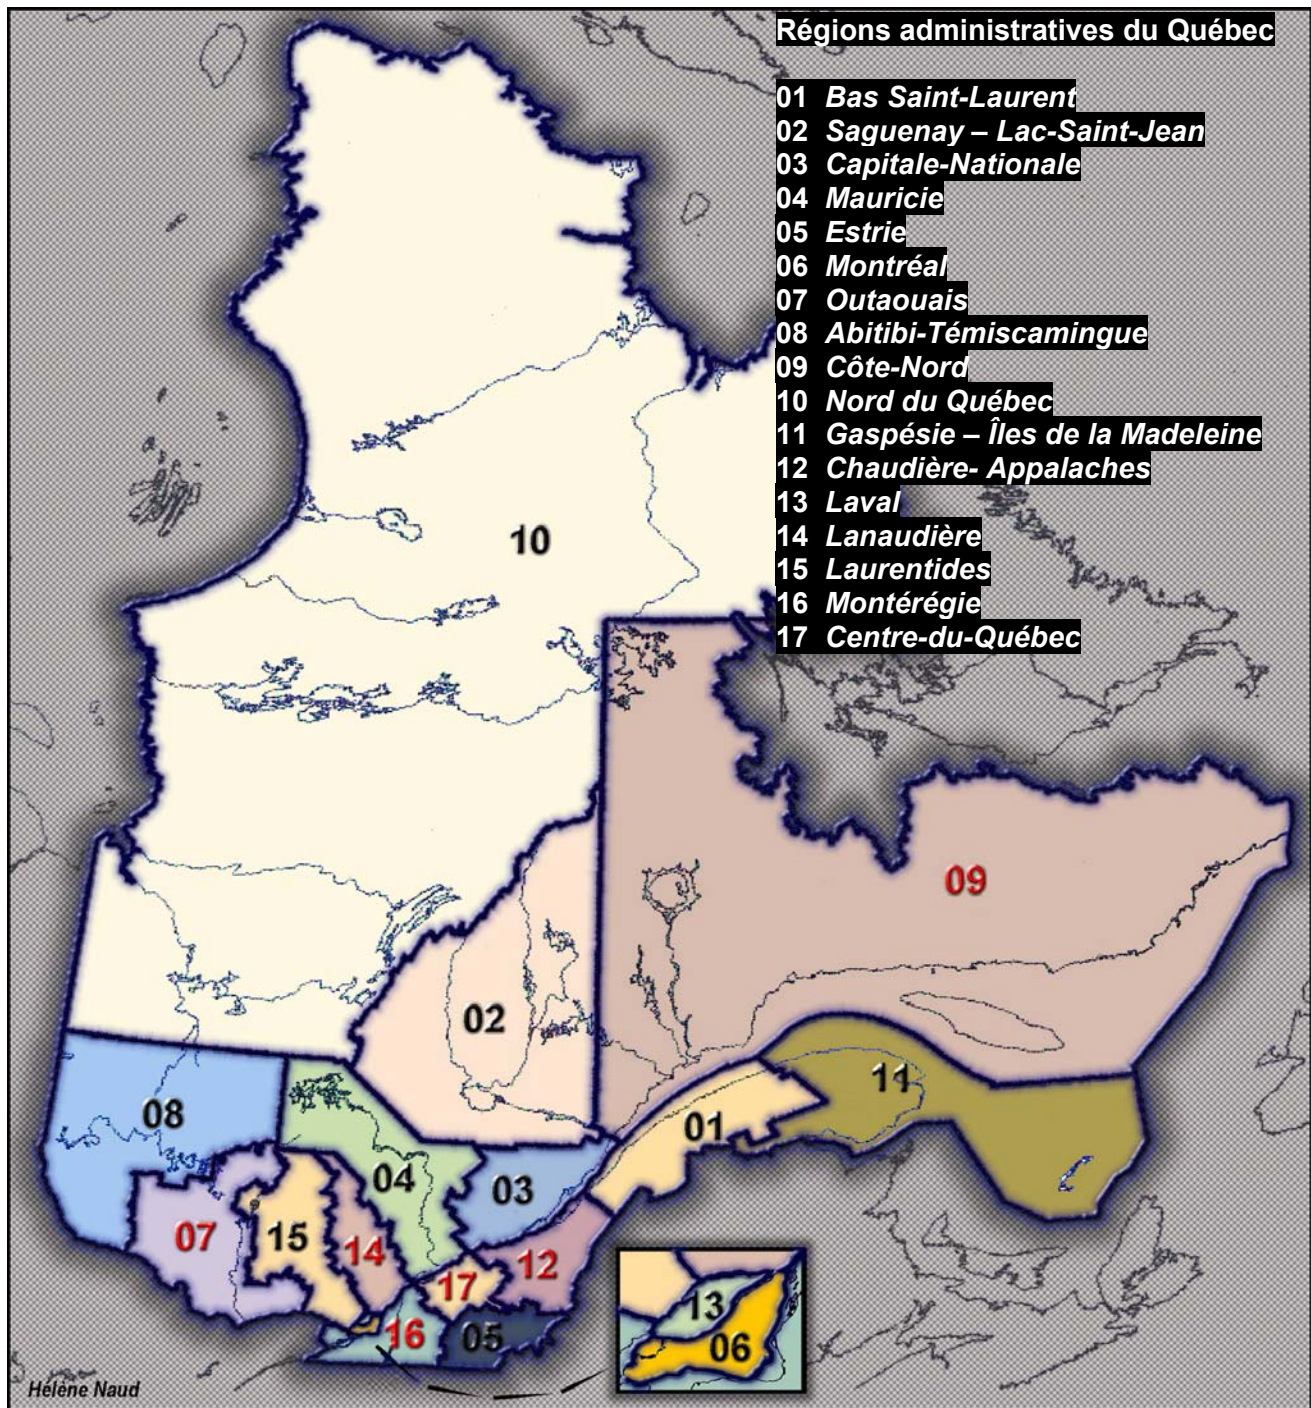 Régions administratives du Québec
01 Bas Saint-Laurent
02 Saguenay – Lac-Saint-Jean
03 Capitale-Nationale
04 Mauricie
05 Estrie
06 Montréal
07 Outaouais
08 Abitibi-Témiscamingue
09 Côte-Nord
10 Nord du Québec
11 Gaspésie – Îles de la Madeleine
12 Chaudière- Appalaches
13 Laval
14 Lanaudière
15 Laurentides
16 Montérégie
17 Centre-du-Québec
10
09
02
11
08
01
04
03
07
15
14
12
17
13
16
05
06
Hélène Naud